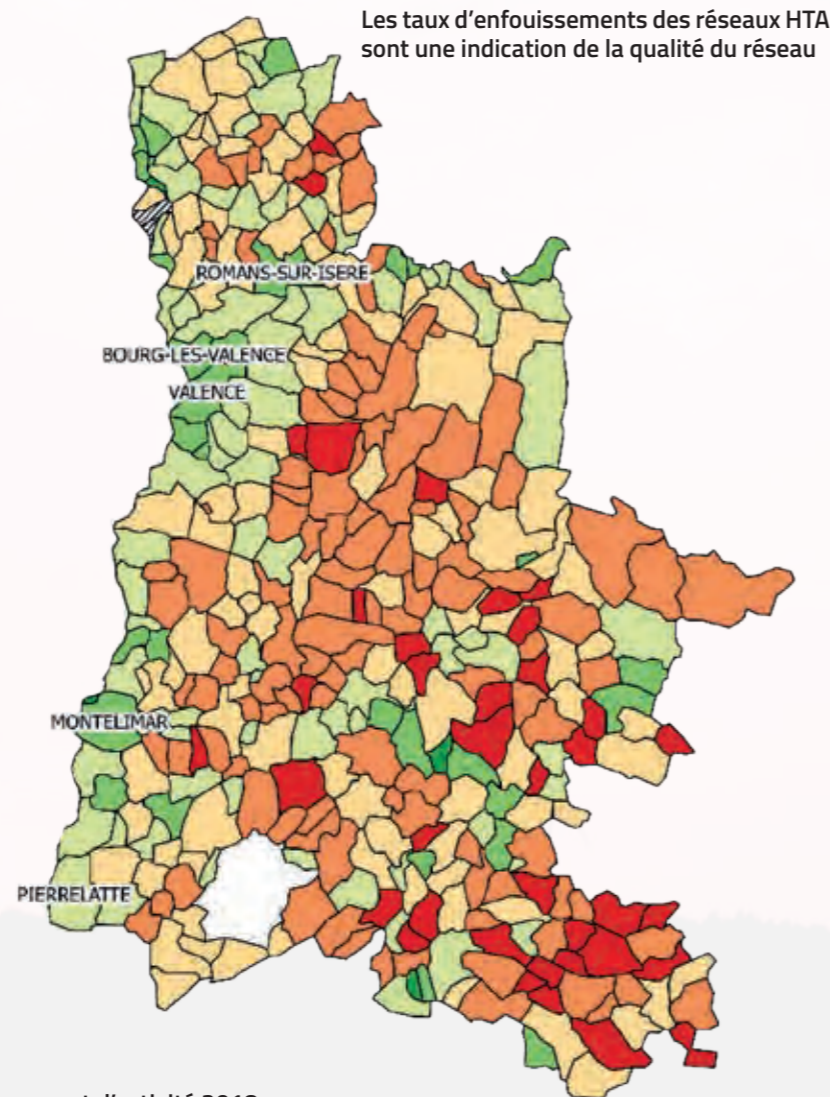 Les taux d'enfouissements des réseaux HTA
sont une indication de la qualité du réseau
ROMANS-SUR-ISERE
BOURG-LES-VALENCE
VALENCE
MONTELIMAR
PIERRELATTE